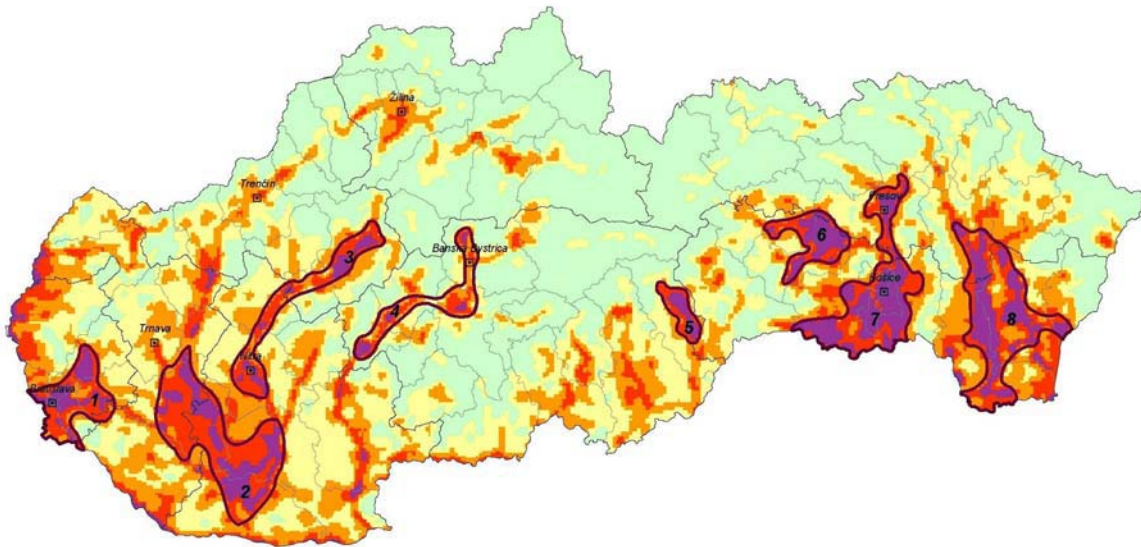 Žilina
Trenčín
Prešov
6
Banská Bystrica
3
Košice
5
7
8
4
Trnava
Nitra
Bratislava
1
2